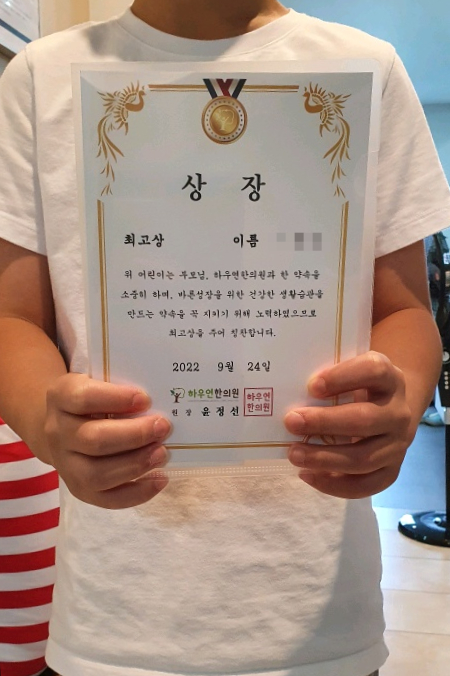 상 장
최고상 이름
위 어린이는 부모님, 하우연한의원과 한 약속을
소중히 하며, 바른성장을 위한 건강한 생활습관을
만드는 약속을 꼭 지키기 위해 노력하였으므로
최고상을 주어 칭찬합니다.
2022 9월 24일
하우연한의원
원 장 윤 정 선
하우연
한의원